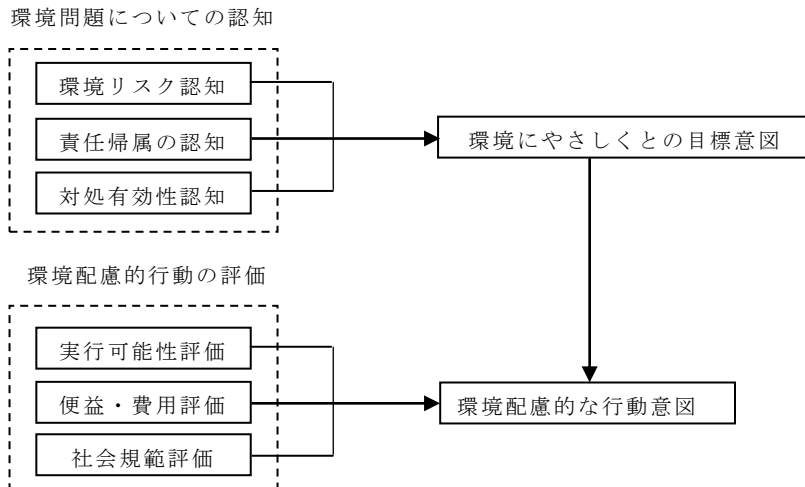 環境問題についての認知
環境リスク認知
責任帰属の認知
対処有効性認知
環境にやさしくとの目標意図
環境配慮的行動の評価
実行可能性評価
便益・費用評価
社会規範評価
環境配慮的な行動意図